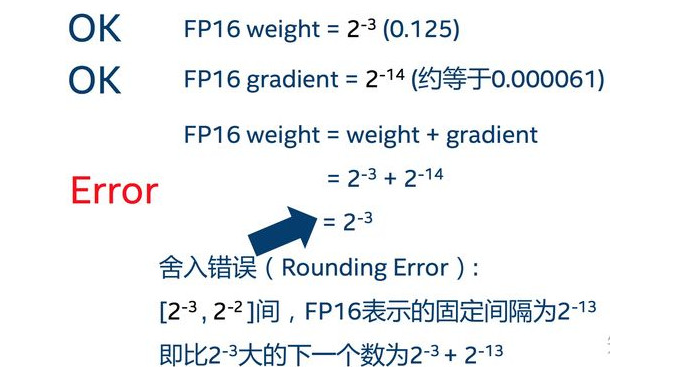 OK FP16 weight = 2⁻³ (0.125)
OK FP16 gradient = 2⁻¹⁴ (约等于0.000061)
FP16 weight = weight + gradient
= 2⁻³ + 2⁻¹⁴
Error
= 2⁻³
舍入错误（Rounding Error）:
[2⁻³ , 2⁻² ]间，FP16表示的固定间隔为2⁻¹³
即比2⁻³大的下一个数为2⁻³ + 2⁻¹³